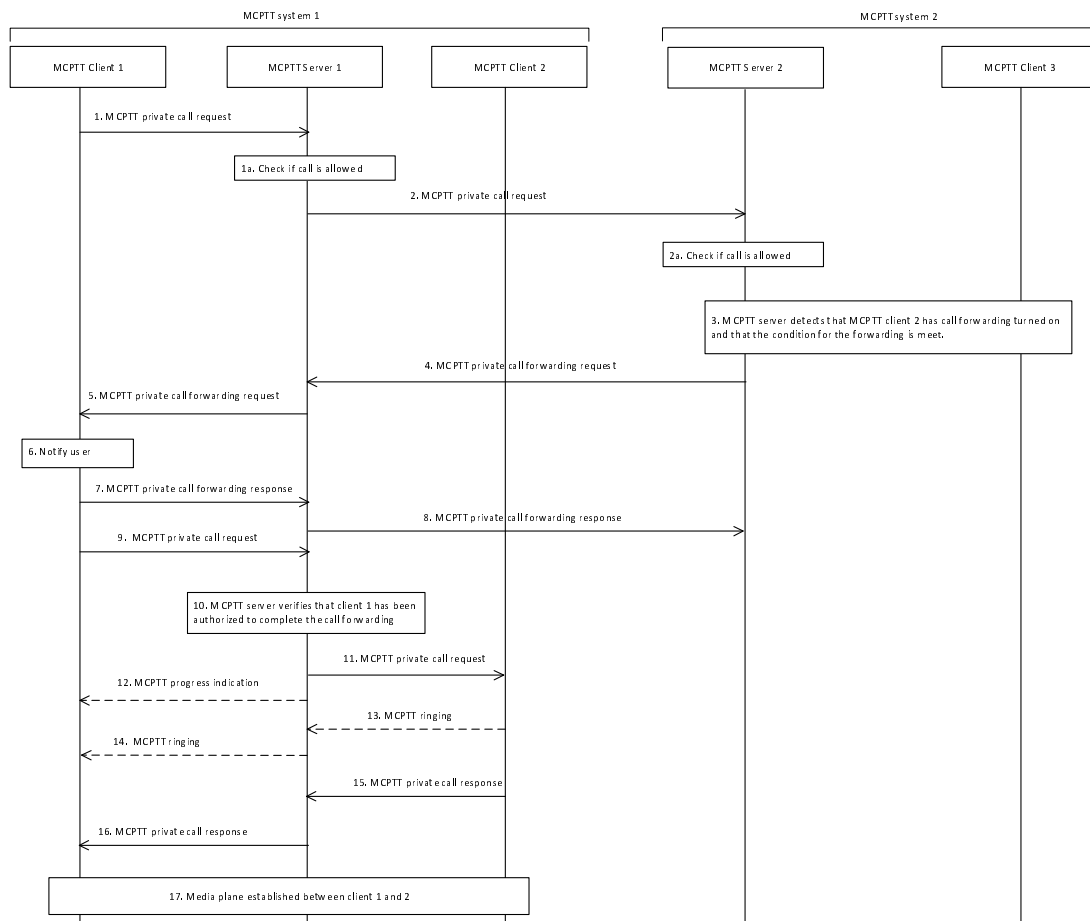 MCPTT system 1
MCPTT system 2
MCPTT Client 1
MCPTT Server 1
MCPTT Client 2
MCPTT Server 2
MCPTT Client 3
1. MCPTT private call request
1a. Check if call is allowed
2. MCPTT private call request
2a. Check if call is allowed
3. MCPTT server detects that MCPTT client 2 has call forwarding turned on
and that the condition for the forwarding is meet.
4. MCPTT private call forwarding request
5. MCPTT private call forwarding request
6. Notify user
7. MCPTT private call forwarding response
8. MCPTT private call forwarding response
9. MCPTT private call request
10. MCPTT server verifies that client 1 has been
authorized to complete the call forwarding
11. MCPTT private call request
12. MCPTT progress indication
13. MCPTT ringing
14. MCPTT ringing
15. MCPTT private call response
16. MCPTT private call response
17. Media plane established between client 1 and 2